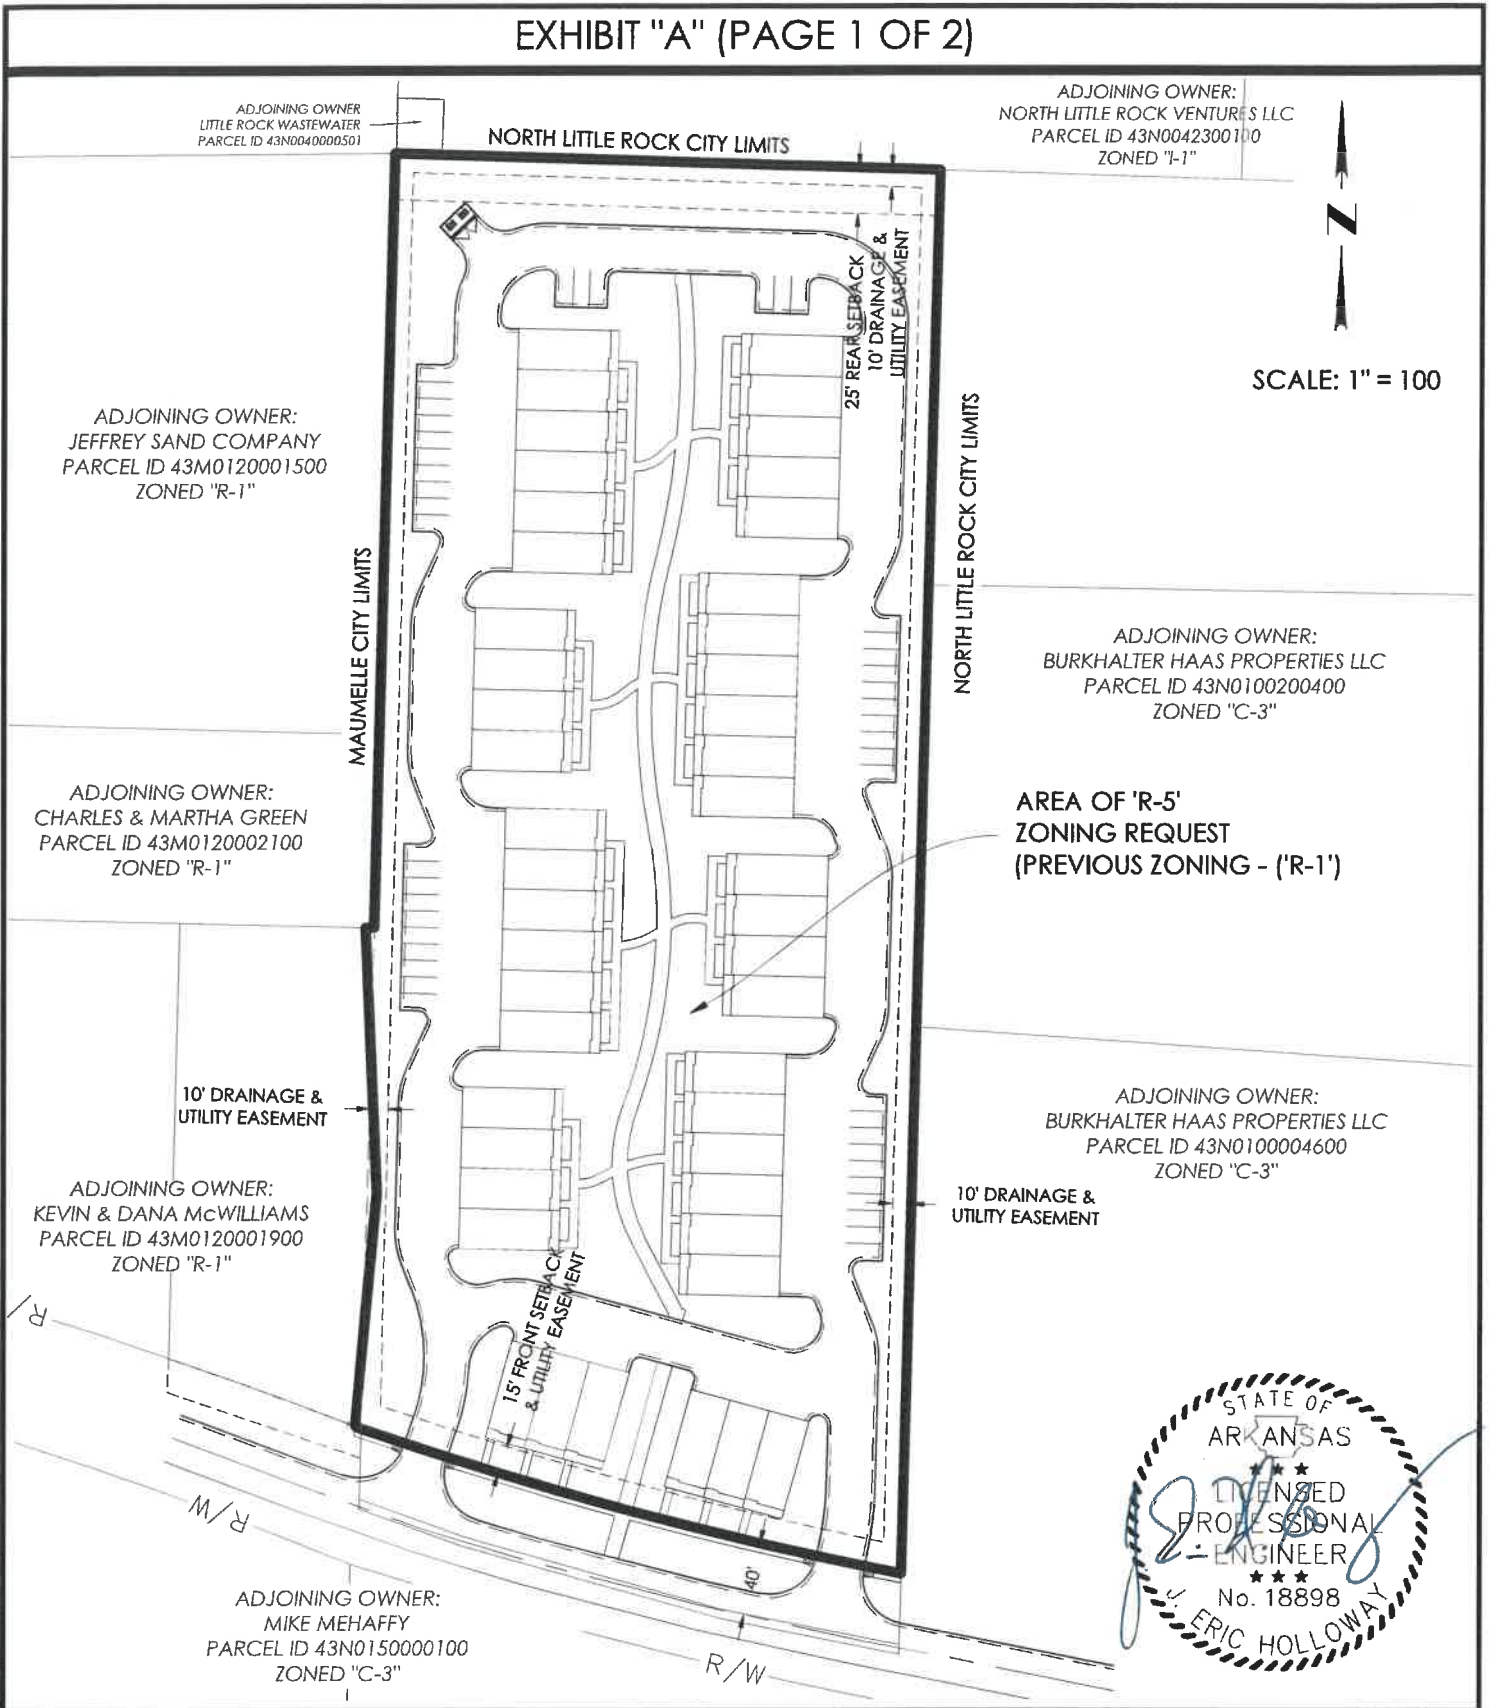 EXHIBIT "A" (PAGE 1 OF 2)
ADJOINING OWNER
LITTLE ROCK WASTEWATER
PARCEL ID 43N0040000501
NORTH LITTLE ROCK CITY LIMITS
ADJOINING OWNER:
NORTH LITTLE ROCK VENTURES LLC
PARCEL ID 43N0042300100
ZONED "I-1"
N
SCALE: 1" = 100
25' REAR SETBACK
10' DRAINAGE &
UTILITY EASEMENT
ADJOINING OWNER:
JEFFREY SAND COMPANY
PARCEL ID 43M0120001500
ZONED "R-1"
MAUMELLE CITY LIMITS
NORTH LITTLE ROCK CITY LIMITS
ADJOINING OWNER:
BURKHALTER HAAS PROPERTIES LLC
PARCEL ID 43N0100200400
ZONED "C-3"
ADJOINING OWNER:
CHARLES & MARTHA GREEN
PARCEL ID 43M0120002100
ZONED "R-1"
AREA OF 'R-5'
ZONING REQUEST
(PREVIOUS ZONING - ('R-1')
10' DRAINAGE &
UTILITY EASEMENT
ADJOINING OWNER:
BURKHALTER HAAS PROPERTIES LLC
PARCEL ID 43N0100004600
ZONED "C-3"
ADJOINING OWNER:
KEVIN & DANA McWILLIAMS
PARCEL ID 43M0120001900
ZONED "R-1"
10' DRAINAGE &
UTILITY EASEMENT
15' FRONT SETBACK
& UTILITY EASEMENT
R/
R/W
40'
R/W
ADJOINING OWNER:
MIKE MEHAFFY
PARCEL ID 43N0150000100
ZONED "C-3"
STATE OF
ARKANSAS
★ ★ ★
LICENSED
PROFESSIONAL
ENGINEER
★ ★ ★
No. 18898
J. ERIC HOLLOWAY